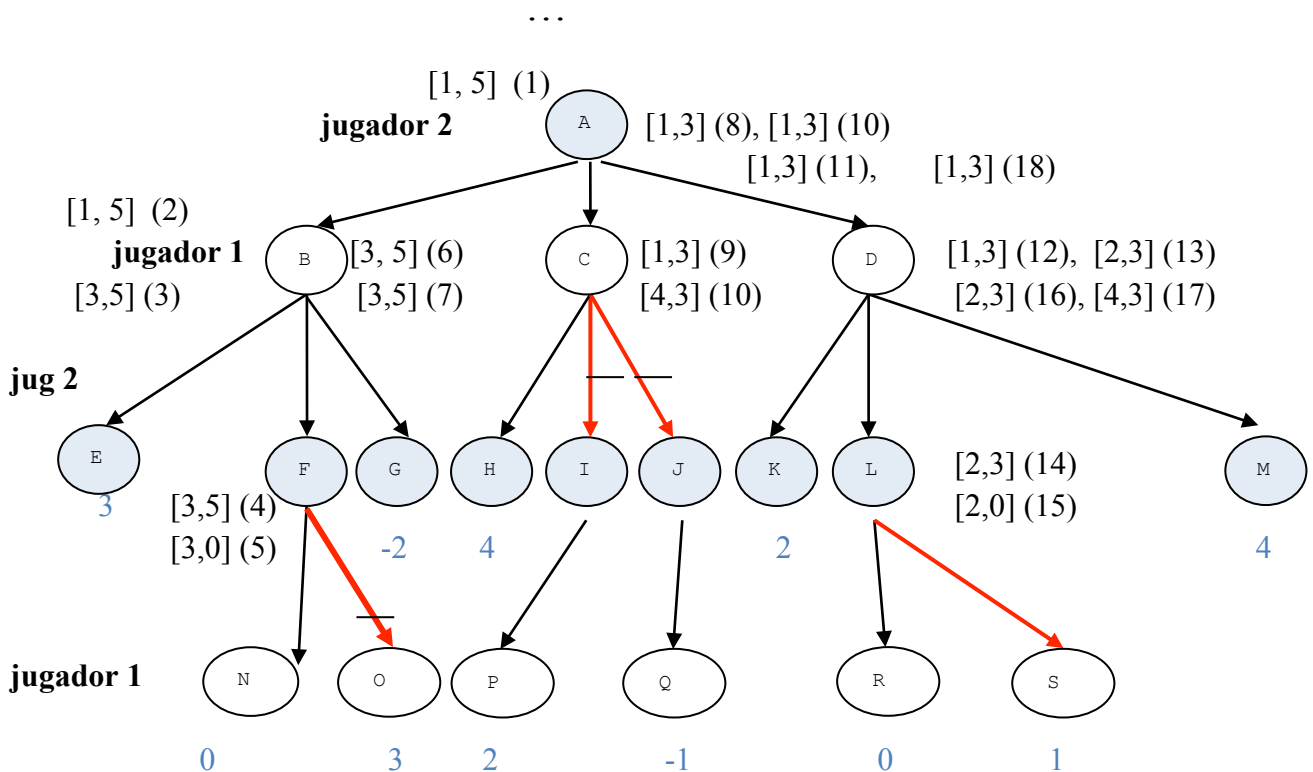 ...
[1, 5] (1)
jugador 2
A
[1,3] (8), [1,3] (10)
[1,3] (11), [1,3] (18)
[1, 5] (2)
jugador 1
B
[3, 5] (6)
C
[1,3] (9)
D
[1,3] (12), [2,3] (13)
[3,5] (3)
[3,5] (7)
[4,3] (10)
[2,3] (16), [4,3] (17)
jug 2
E
F
G
H
I
J
K
L
[2,3] (14)
M
3
[3,5] (4)
[2,0] (15)
[3,0] (5)
-2
4
2
4
jugador 1
N
O
P
Q
R
S
0
3
2
-1
0
1